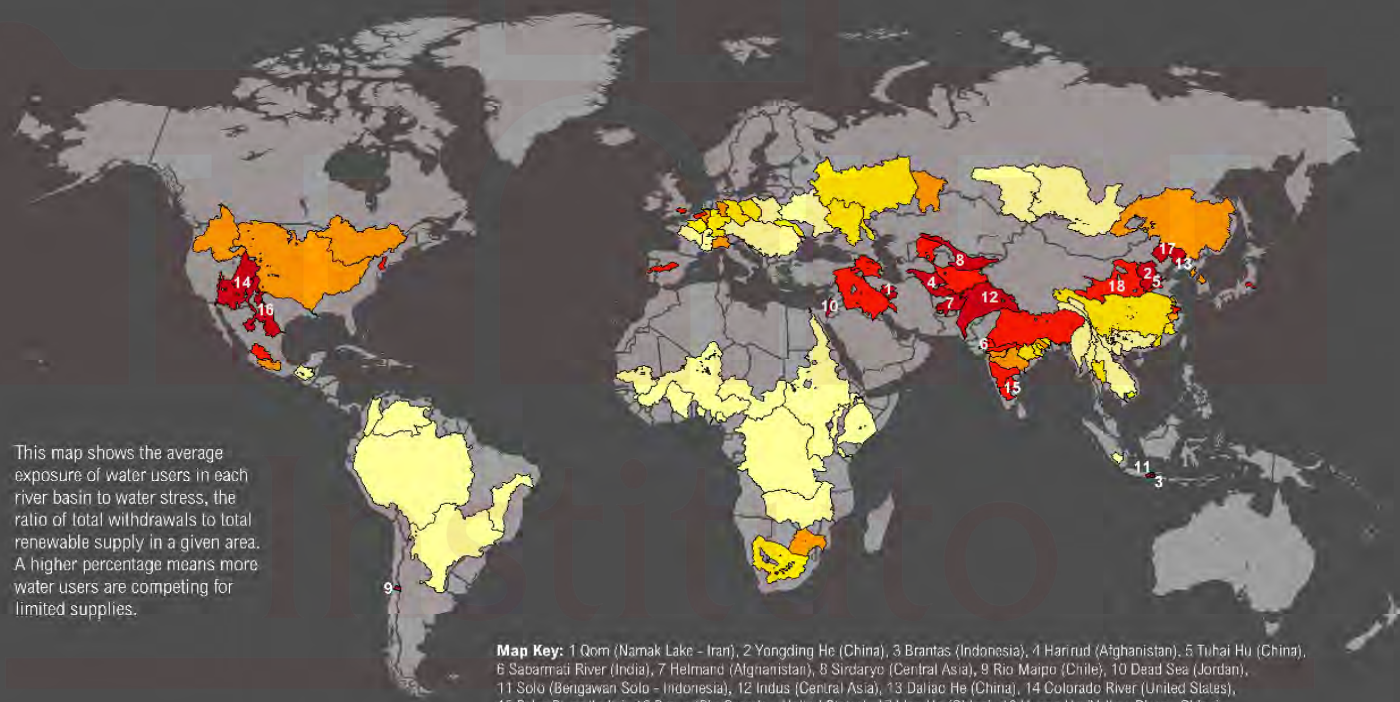 17
13
2
5
8
18
14
1
4
12
16
10
7
6
15
This map shows the average
exposure of water users in each
river basin to water stress, the
ratio of total withdrawals to total
renewable supply in a given area.
A higher percentage means more
water users are competing for
limited supplies.
11
3
9
Instituto
Map Key: 1 Qom (Namak Lake - Iran), 2 Yongding He (China), 3 Brantas (Indonesia), 4 Harirud (Afghanistan), 5 Tuhai Hu (China),
6 Sabarmati River (India), 7 Helmand (Afghanistan), 8 Sirdaryo (Central Asia), 9 Rio Maipo (Chile), 10 Dead Sea (Jordan),
11 Solo (Bengawan Solo - Indonesia), 12 Indus (Central Asia), 13 Daliao He (China), 14 Colorado River (United States),